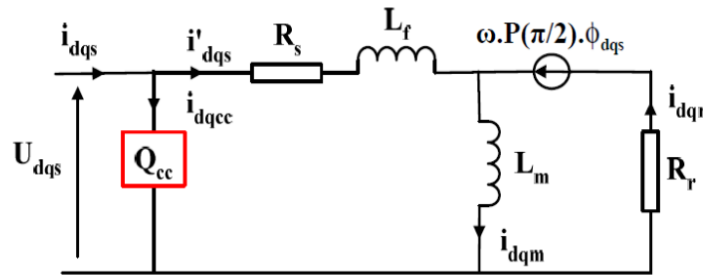 i_dqs
i'_dqs
R_s
L_f
ω.P(π/2).ϕ_dqs
i_dqcc
i_dqr
U_dqs
Q_cc
L_m
R_r
i_dqm